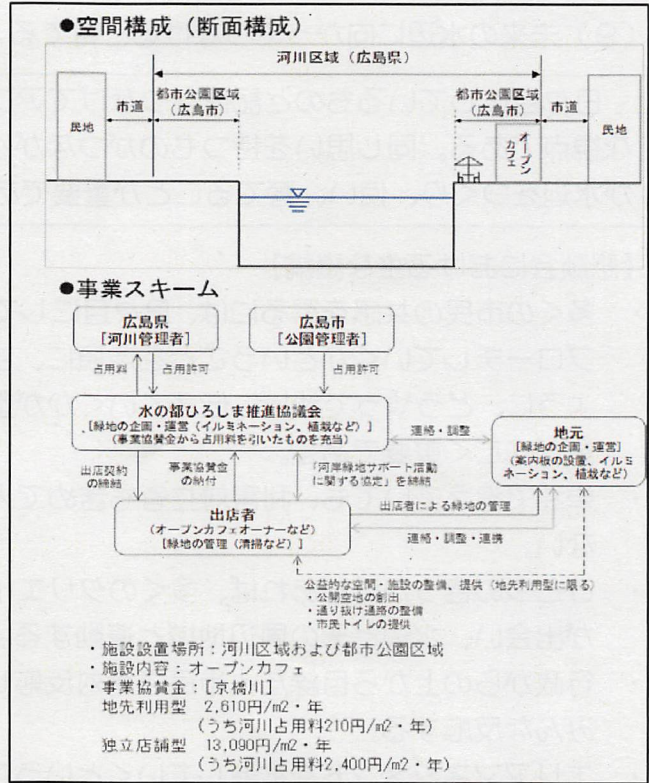 ●空間構成（断面構成）
河川区域（広島県）
都市公園区域
（広島市）
都市公園区域
（広島市）
民地
市道
市道
民地
オープン
カフェ
●事業スキーム
広島県
［河川管理者］
広島市
［公園管理者］
占用料
占用許可
占用許可
水の都ひろしま推進協議会
［緑地の企画・運営（イルミネーション、植栽など）］
（事業協賛金から占用料を引いたものを充当）
連絡・調整
地元
［緑地の企画・運営］
（案内板の設置、イルミ
ネーション、植栽など）
出店契約
の締結
事業協賛金
の納付
「河岸緑地サポート活動
に関する協定」を締結
出店者
（オープンカフェオーナーなど）
［緑地の管理（清掃など）］
出店者による緑地の管理
連絡・調整・連携
公益的な空間・施設の整備、提供（地先利用型に限る）
・公開空地の創出
・通り抜け通路の整備
・市民トイレの提供
・施設設置場所：河川区域および都市公園区域
・施設内容：オープンカフェ
・事業協賛金：［京橋川］
地先利用型　2,610円/m2・年
（うち河川占用料210円/m2・年）
独立店舗型　13,090円/m2・年
（うち河川占用料2,400円/m2・年）